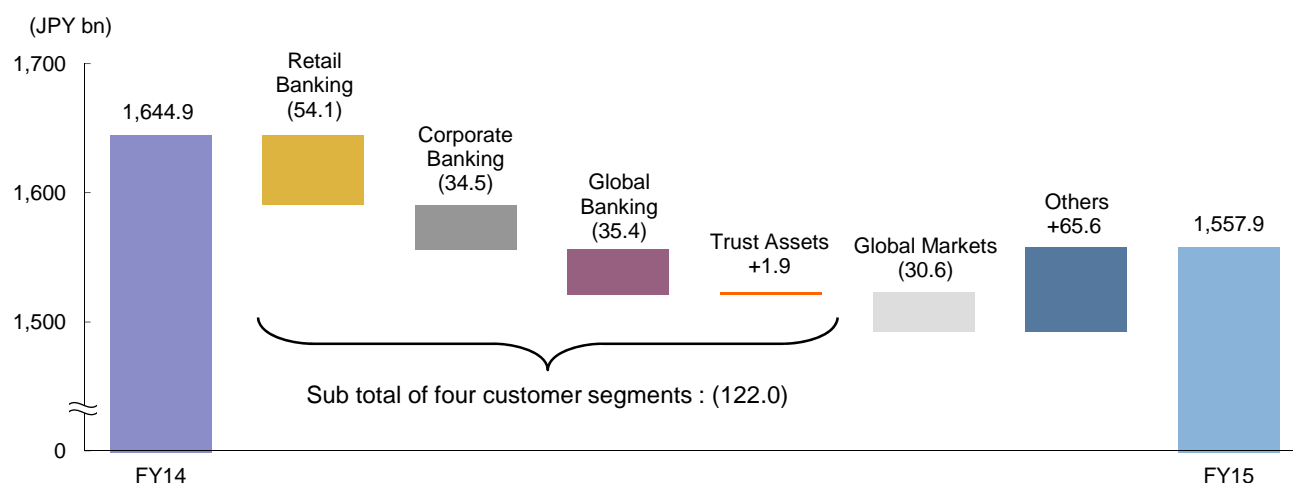 (JPY bn)
1,700
1,600
1,500
0
1,644.9
Retail
Banking
(54.1)
Corporate
Banking
(34.5)
Global
Banking
(35.4)
Trust Assets
+1.9
Global Markets
(30.6)
Others
+65.6
1,557.9
Sub total of four customer segments : (122.0)
FY14
FY15